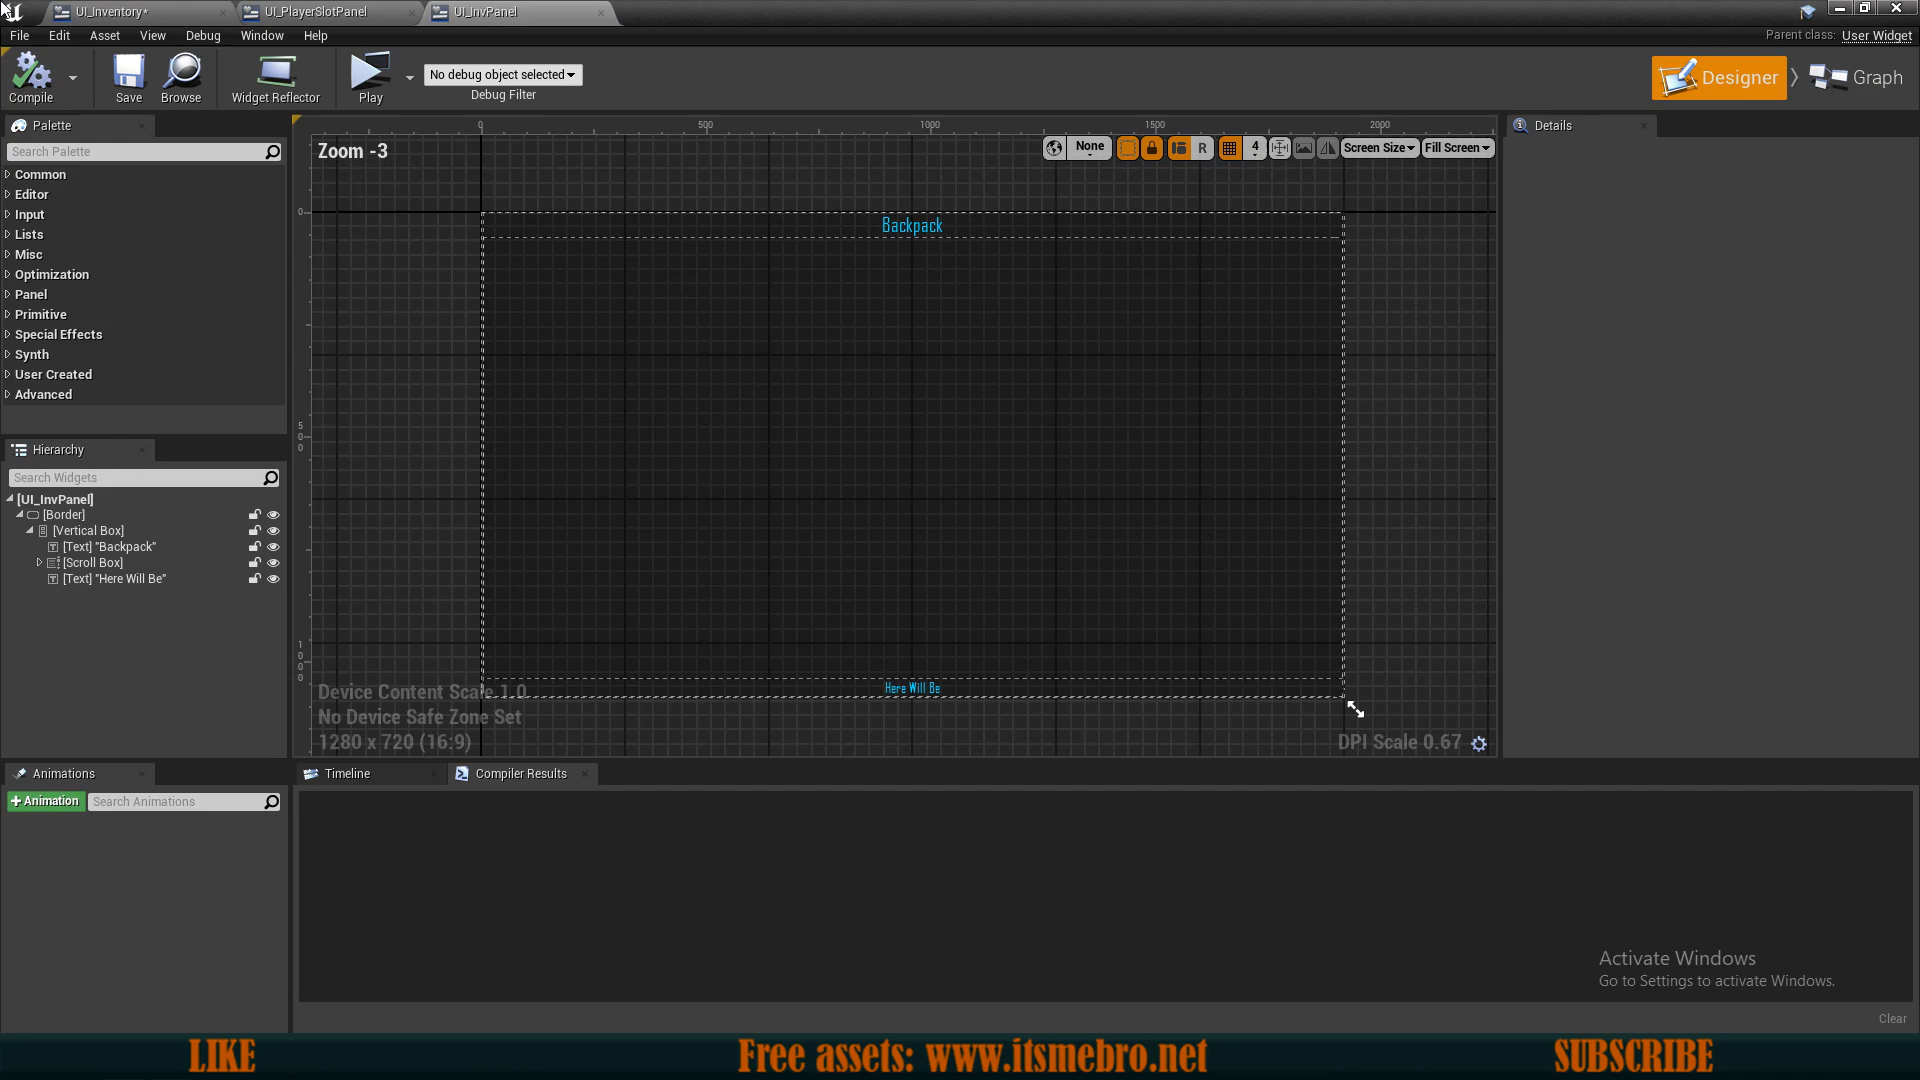 UI_Inventory*
UI_PlayerSlotPanel
UI_InvPanel
File
Edit
Asset
View
Debug
Window
Help
Parent class: User Widget
Compile
Save
Browse
Widget Reflector
Play
No debug object selected
Debug Filter
Designer
Graph
Palette
Search Palette
Common
Editor
Input
Lists
Misc
Optimization
Panel
Primitive
Special Effects
Synth
User Created
Advanced
Hierarchy
Search Widgets
[UI_InvPanel]
[Border]
[Vertical Box]
[Text] "Backpack"
[Scroll Box]
[Text] "Here Will Be"
0
500
1000
1500
2000
0
500
1000
Zoom -3
None
R
4
Screen Size
Fill Screen
Backpack
Here Will Be
Device Content Scale 1.0
No Device Safe Zone Set
1280 x 720 (16:9)
DPI Scale 0.67
Details
Animations
+Animation
Search Animations
Timeline
Compiler Results
Activate Windows
Go to Settings to activate Windows.
Clear
LIKE
Free assets: www.itsmebro.net
SUBSCRIBE